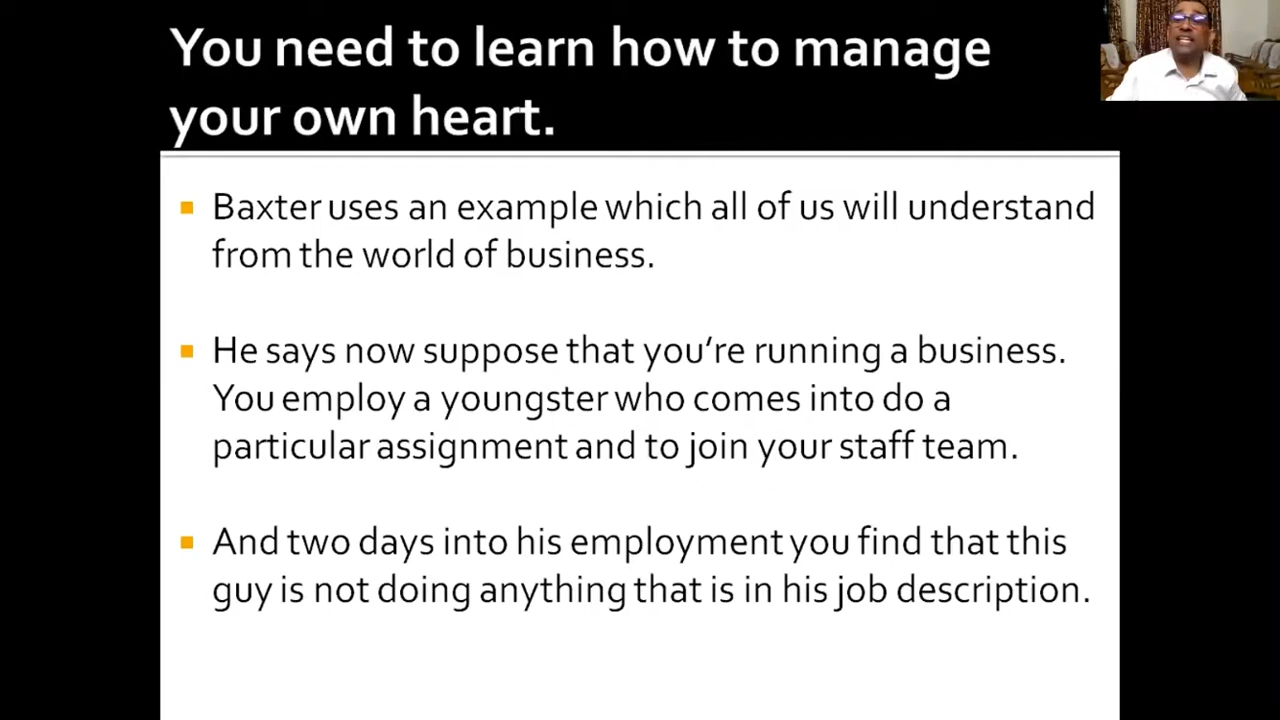 You need to learn how to manage
your own heart.
Baxter uses an example which all of us will understand
from the world of business.
He says now suppose that you’re running a business.
You employ a youngster who comes into do a
particular assignment and to join your staff team.
And two days into his employment you find that this
guy is not doing anything that is in his job description.